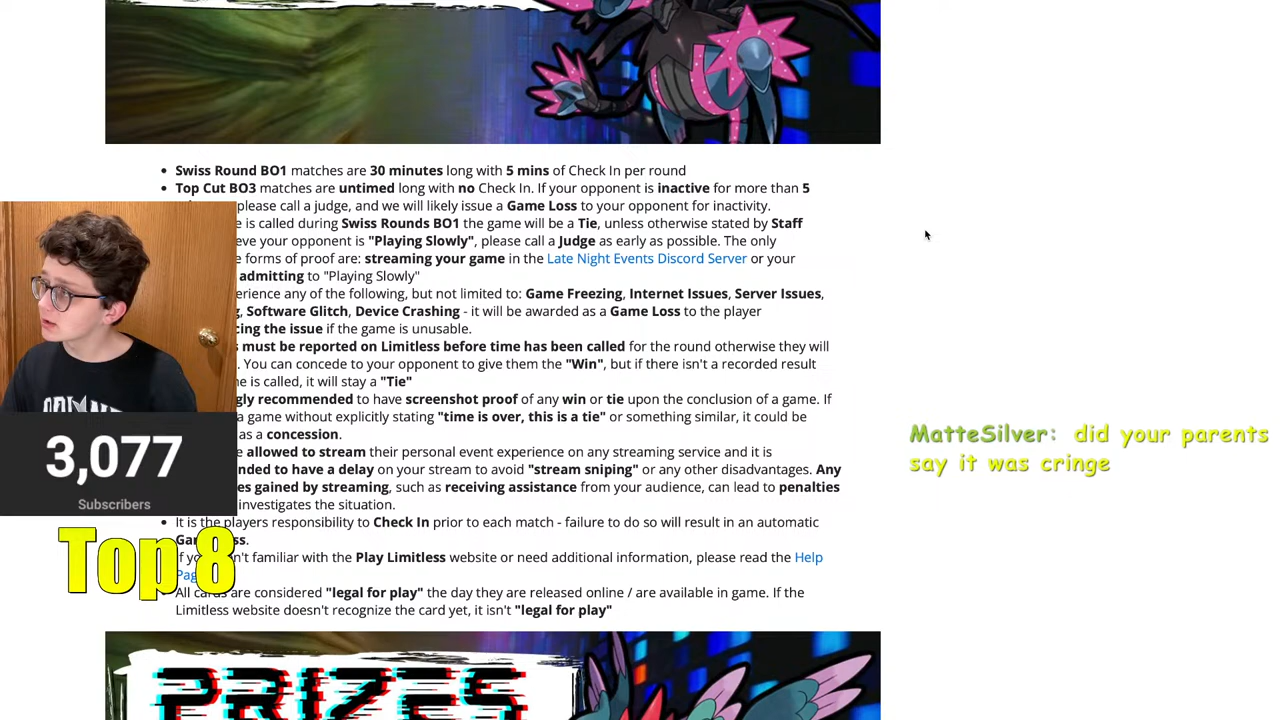 Swiss Round BO1 matches are 30 minutes long with 5 mins of Check In per round
Top Cut BO3 matches are untimed long with no Check In. If your opponent is inactive for more than 5
please call a judge, and we will likely issue a Game Loss to your opponent for inactivity.
e is called during Swiss Rounds BO1 the game will be a Tie, unless otherwise stated by Staff
eve your opponent is "Playing Slowly", please call a Judge as early as possible. The only
e forms of proof are: streaming your game in the Late Night Events Discord Server or your
admitting to "Playing Slowly"
erience any of the following, but not limited to: Game Freezing, Internet Issues, Server Issues,
g, Software Glitch, Device Crashing - it will be awarded as a Game Loss to the player
cing the issue if the game is unusable.
s must be reported on Limitless before time has been called for the round otherwise they will
. You can concede to your opponent to give them the "Win", but if there isn't a recorded result
e is called, it will stay a "Tie"
gly recommended to have screenshot proof of any win or tie upon the conclusion of a game. If
a game without explicitly stating "time is over, this is a tie" or something similar, it could be
as a concession.
e allowed to stream their personal event experience on any streaming service and it is
nded to have a delay on your stream to avoid "stream sniping" or any other disadvantages. Any
es gained by streaming, such as receiving assistance from your audience, can lead to penalties
investigates the situation.
It is the players responsibility to Check In prior to each match - failure to do so will result in an automatic
Gam ss.
If yo n't familiar with the Play Limitless website or need additional information, please read the Help
Pag
All cards are considered "legal for play" the day they are released online / are available in game. If the
Limitless website doesn't recognize the card yet, it isn't "legal for play"
3,077
Subscribers
Top 8
MatteSilver: did your parents
say it was cringe
PRIZES